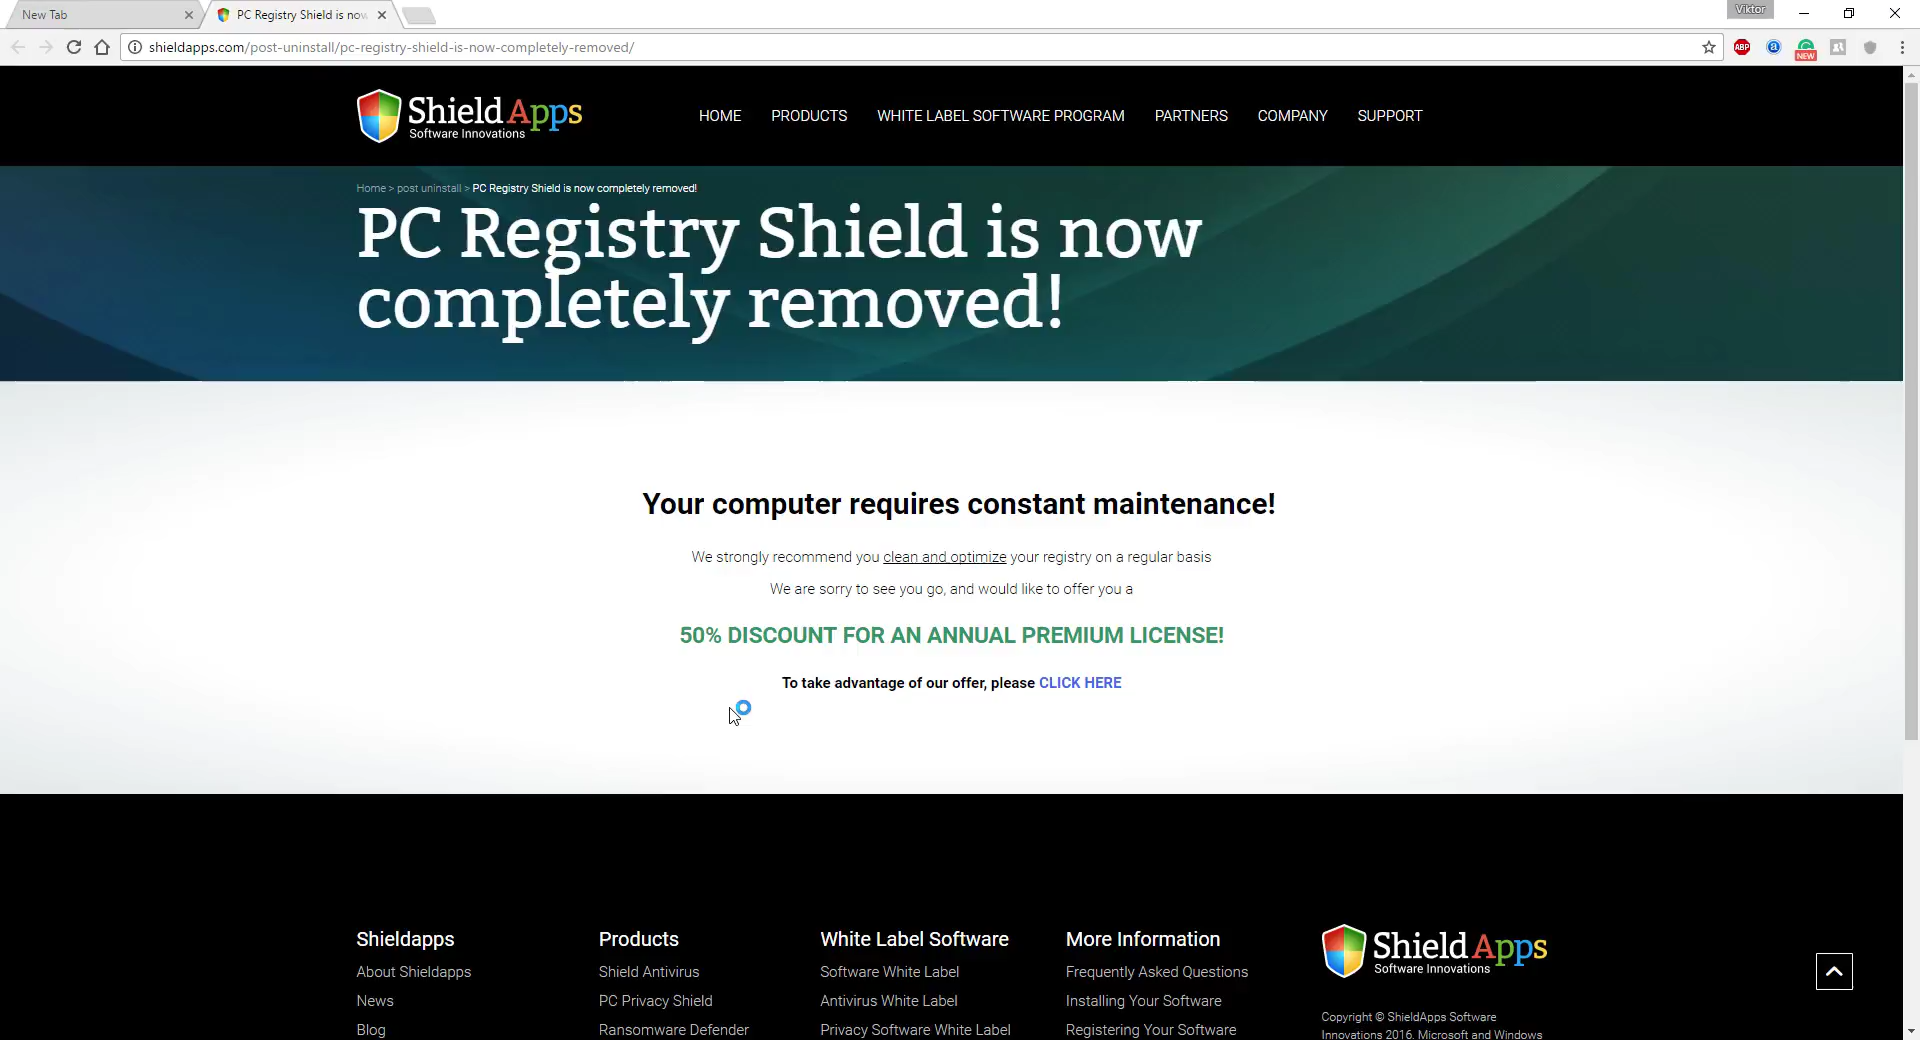 New Tab
PC Registry Shield is now
Viktor
shieldapps.com/post-uninstall/pc-registry-shield-is-now-completely-removed/
ABP
a
NEW
Shield Apps
Software Innovations
HOME PRODUCTS WHITE LABEL SOFTWARE PROGRAM PARTNERS COMPANY SUPPORT
Home > post uninstall > PC Registry Shield is now completely removed!
PC Registry Shield is now
completely removed!
Your computer requires constant maintenance!
We strongly recommend you clean and optimize your registry on a regular basis
We are sorry to see you go, and would like to offer you a
50% DISCOUNT FOR AN ANNUAL PREMIUM LICENSE!
To take advantage of our offer, please CLICK HERE
Shieldapps
About Shieldapps
News
Blog
Products
Shield Antivirus
PC Privacy Shield
Ransomware Defender
White Label Software
Software White Label
Antivirus White Label
Privacy Software White Label
More Information
Frequently Asked Questions
Installing Your Software
Registering Your Software
Shield Apps
Software Innovations
Copyright © ShieldApps Software
Innovations 2016. Microsoft and Windows